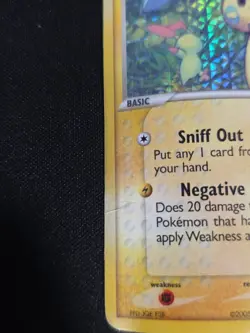 BASIC
Sniff Out
Put any 1 card fro
your hand.
Negative
Does 20 damage
Pokémon that ha
apply Weakness a
weakness
©200